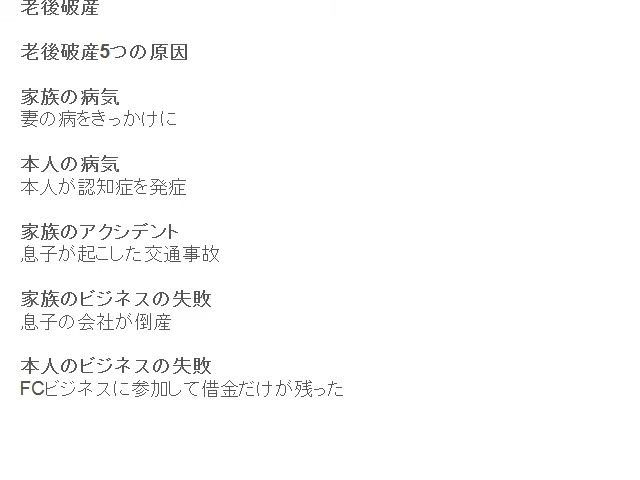 老後破産
老後破産5つの原因
家族の病気
妻の病をきっかけに
本人の病気
本人が認知症を発症
家族のアクシデント
息子が起こした交通事故
家族のビジネスの失敗
息子の会社が倒産
本人のビジネスの失敗
FCビジネスに参加して借金だけが残った